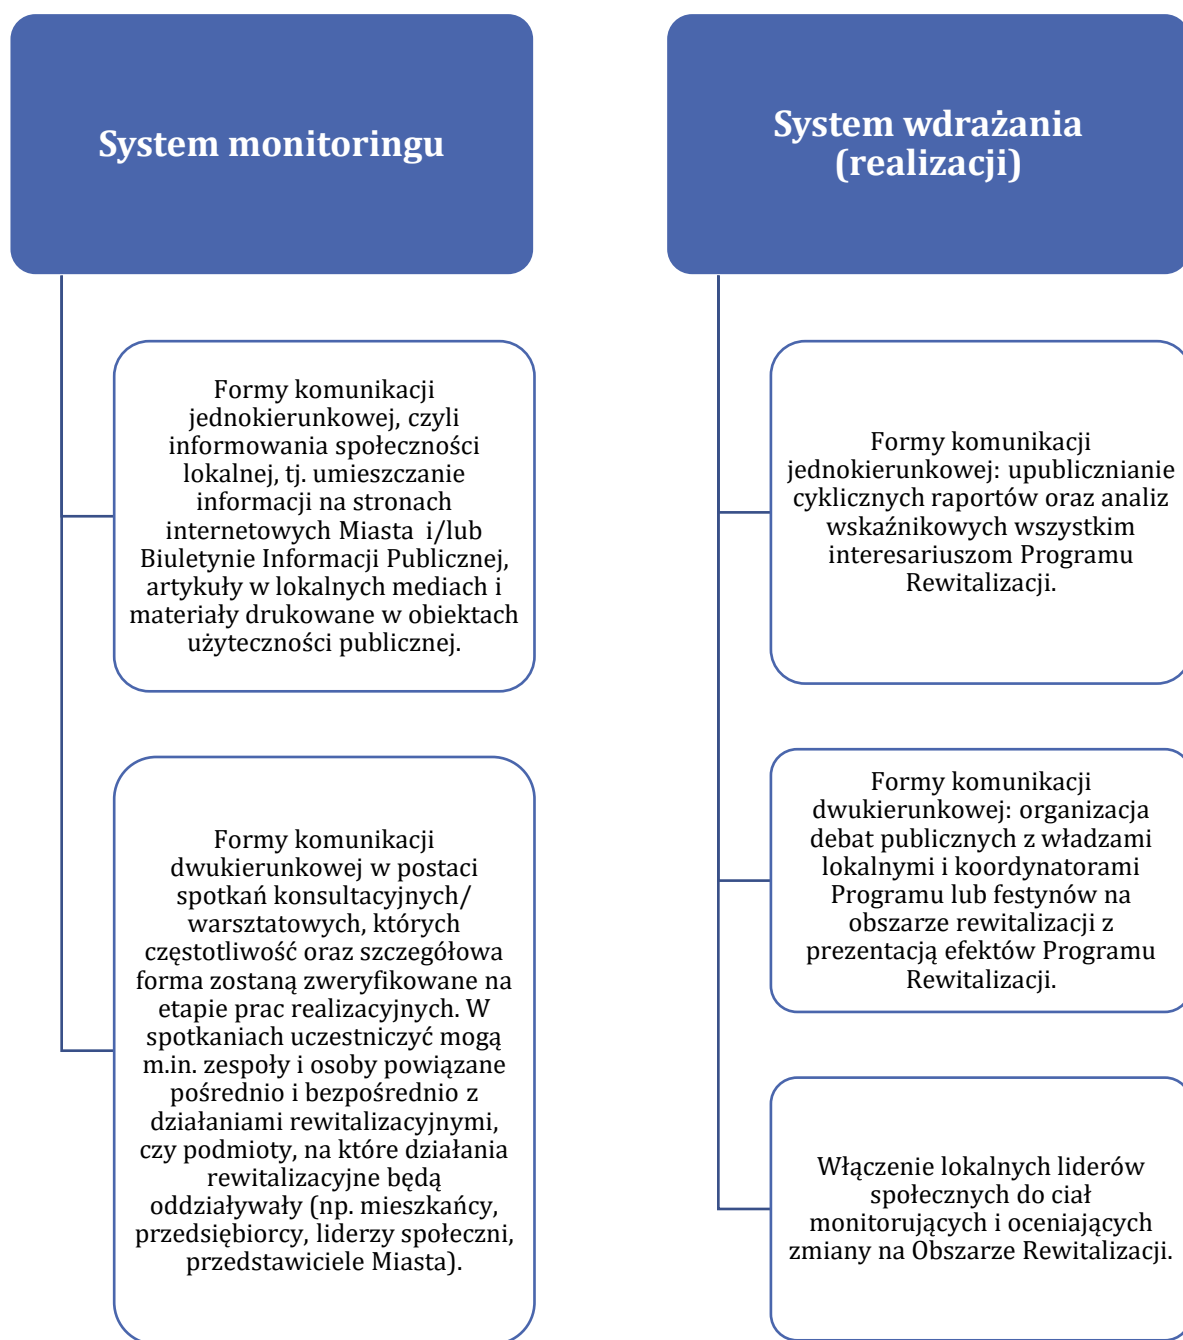 System monitoringu
Formy komunikacji
jednokierunkowej, czyli
informowania społeczności
lokalnej, tj. umieszczanie
informacji na stronach
internetowych Miasta i/lub
Biuletynie Informacji Publicznej,
artykuły w lokalnych mediach i
materiały drukowane w obiektach
użyteczności publicznej.
Formy komunikacji
dwukierunkowej w postaci
spotkań konsultacyjnych/
warsztatowych, których
częstotliwość oraz szczegółowa
forma zostaną zweryfikowane na
etapie prac realizacyjnych. W
spotkaniach uczestniczyć mogą
m.in. zespoły i osoby powiązane
pośrednio i bezpośrednio z
działaniami rewitalizacyjnymi,
czy podmioty, na które działania
rewitalizacyjne będą
oddziaływały (np. mieszkańcy,
przedsiębiorcy, liderzy społeczni,
przedstawiciele Miasta).
System wdrażania
(realizacji)
Formy komunikacji
jednokierunkowej: upublicznianie
cyklicznych raportów oraz analiz
wskaźnikowych wszystkim
interesariuszom Programu
Rewitalizacji.
Formy komunikacji
dwukierunkowej: organizacja
debat publicznych z władzami
lokalnymi i koordynatorami
Programu lub festynów na
obszarze rewitalizacji z
prezentacją efektów Programu
Rewitalizacji.
Włączenie lokalnych liderów
społecznych do ciał
monitorujących i oceniających
zmiany na Obszarze Rewitalizacji.